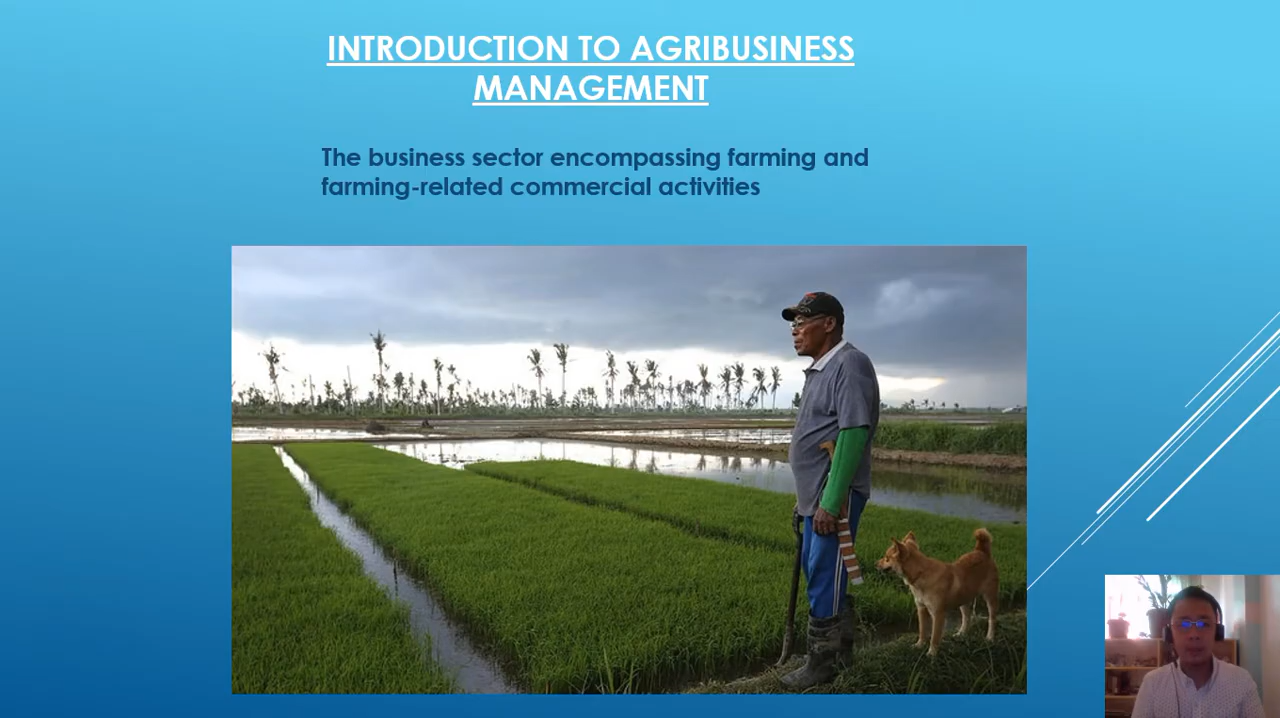 INTRODUCTION TO AGRIBUSINESS
MANAGEMENT
The business sector encompassing farming and
farming-related commercial activities